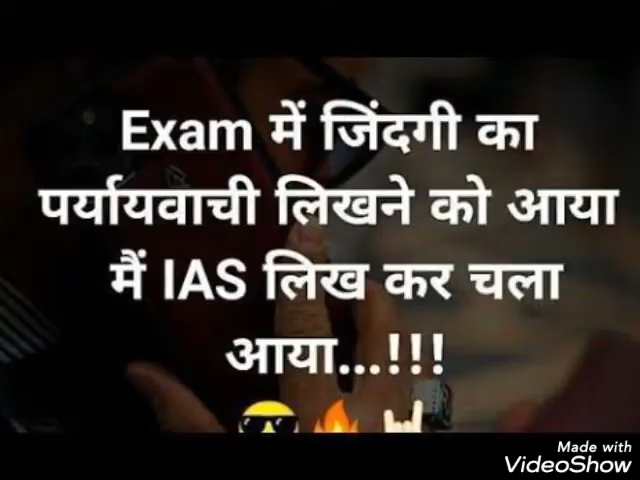 Exam में जिंदगी का
पर्यायवाची लिखने को आया
मैं IAS लिख कर चला
आया...!!!
😎🔥🤘🏻
Made with
VideoShow